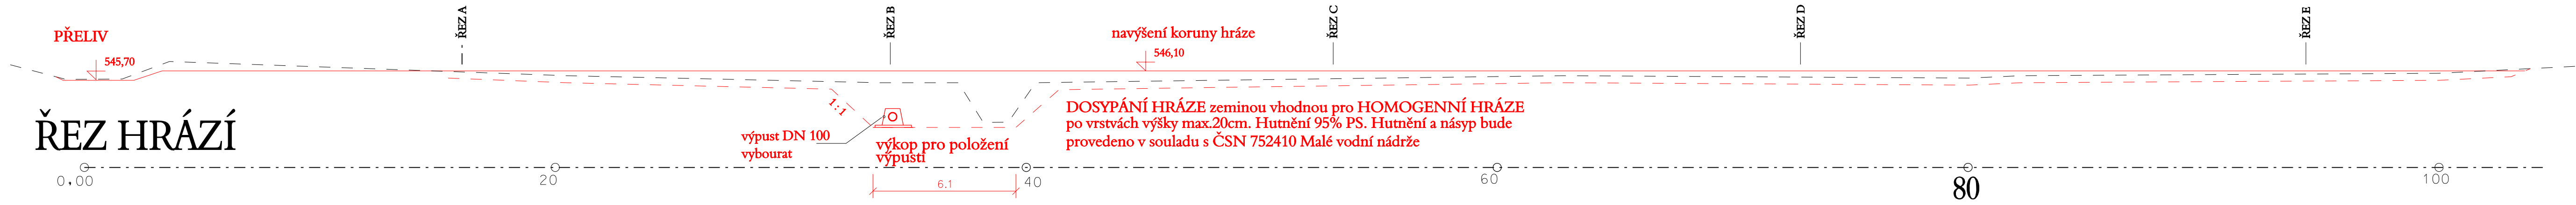 ŘEZ A
ŘEZ B
ŘEZ C
ŘEZ D
ŘEZ E
PŘELIV
545,70
navýšení koruny hráze
546,10
ŘEZ HRÁZÍ
1:1
výpust DN 100
vybourat
výkop pro položení
výpusti
DOSYPÁNÍ HRÁZE zeminou vhodnou pro HOMOGENNÍ HRÁZE
po vrstvách výšky max.20cm. Hutnění 95% PS. Hutnění a násyp bude
provedeno v souladu s ČSN 752410 Malé vodní nádrže
0,00
20
40
60
80
100
6.1